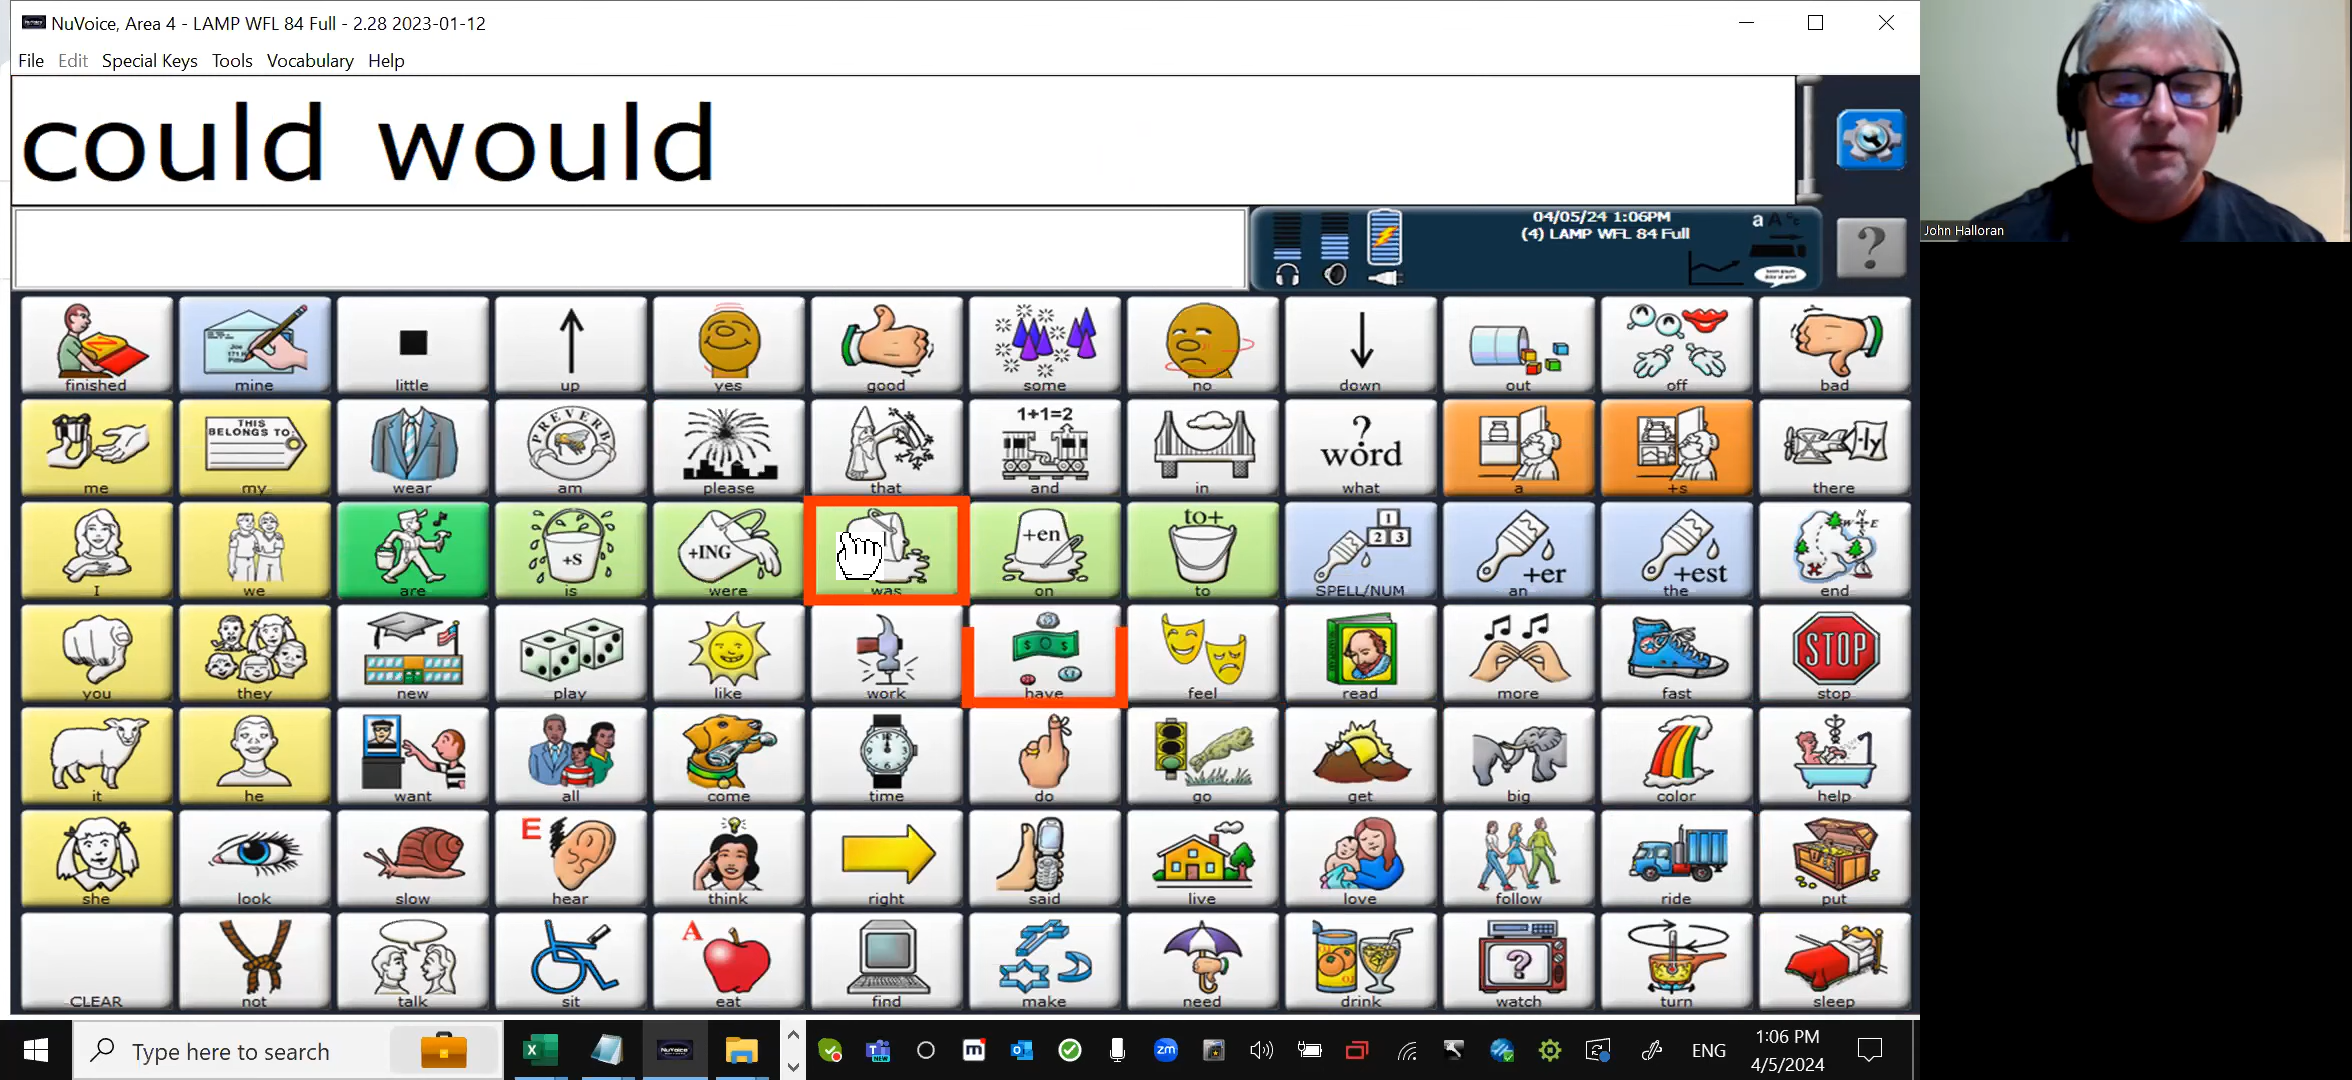 NuVoice, Area 4 - LAMP WFL 84 Full - 2.28 2023-01-12
File Edit Special Keys Tools Vocabulary Help
could would
04/05/24 1:06PM
(4) LAMP WFL 84 Full
a A
?
John Halloran
finished mine little up yes good some no down out off bad
THIS BELONGS TO: PREVERB 1+1=2 ? word -ly
me my wear am please that and in what a +s there
+S +ING +en to+ 1 2 3 +er +est N W E S
I we are is were was on to SPELL/NUM an the end
STOP
you they new play like work have feel read more fast stop
it he want all come time do go get big color help
E
she look slow hear think right said live love follow ride put
A ?
CLEAR not talk sit eat find make need drink watch turn sleep
Type here to search
NuVoice
NEW
zm
ENG
1:06 PM
4/5/2024